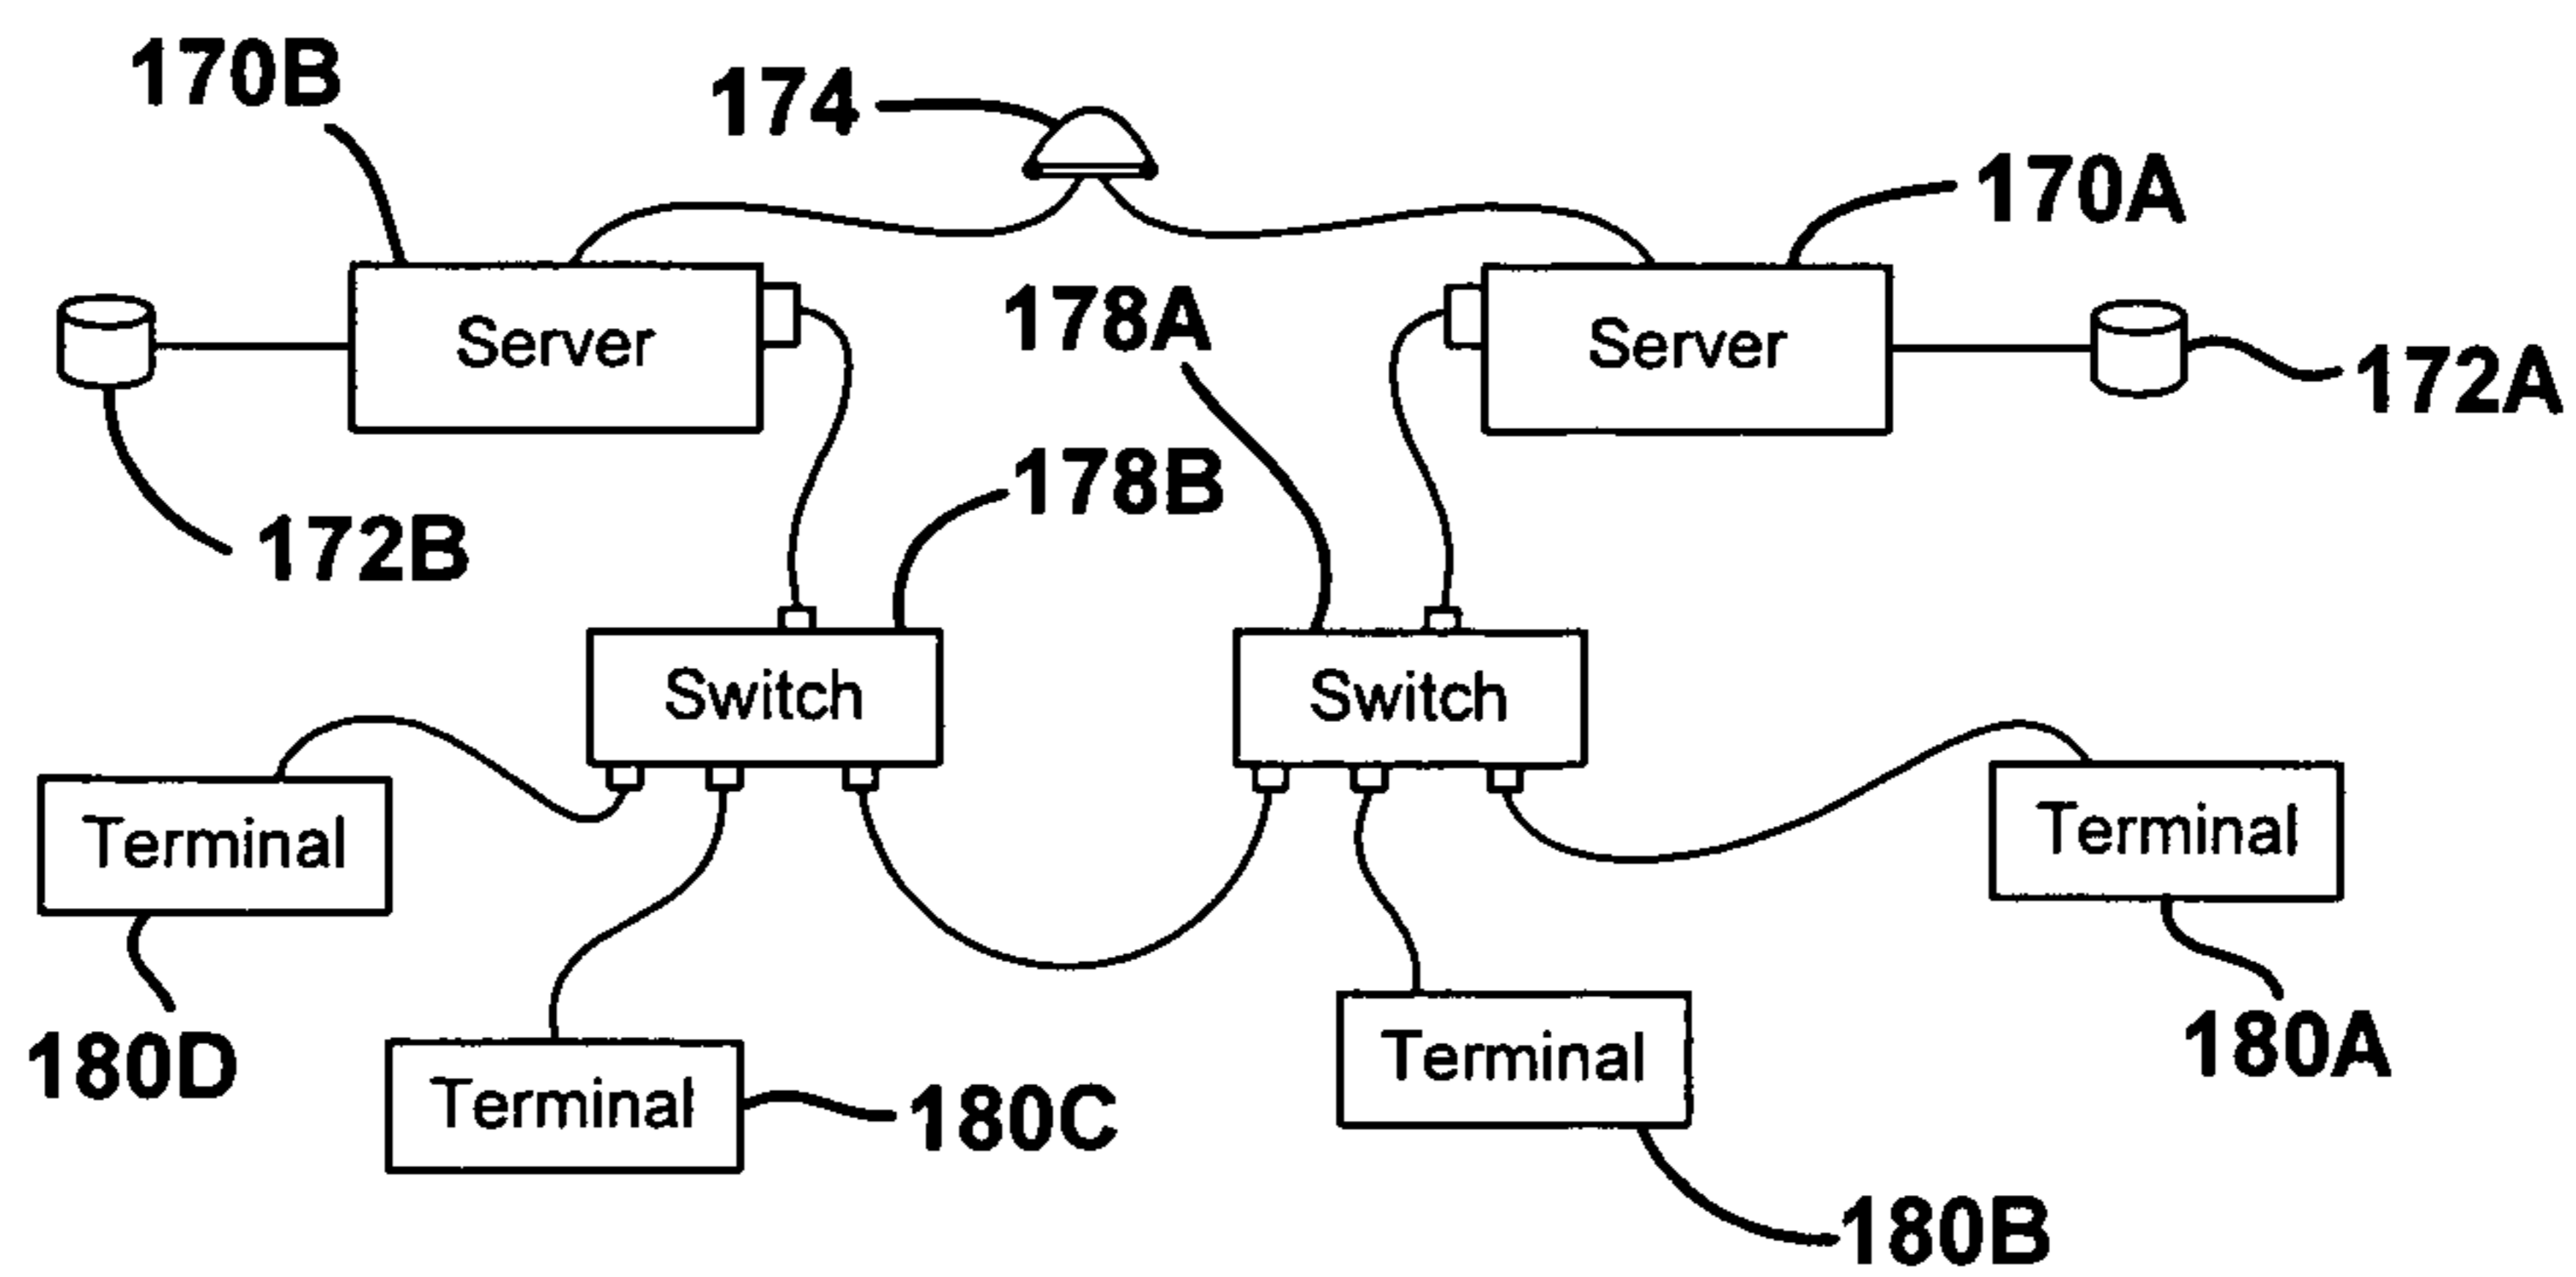 170B
174
170A
178A
Server
Server
172A
178B
172B
Switch
Switch
Terminal
Terminal
180D
180A
Terminal
Terminal
180C
180B